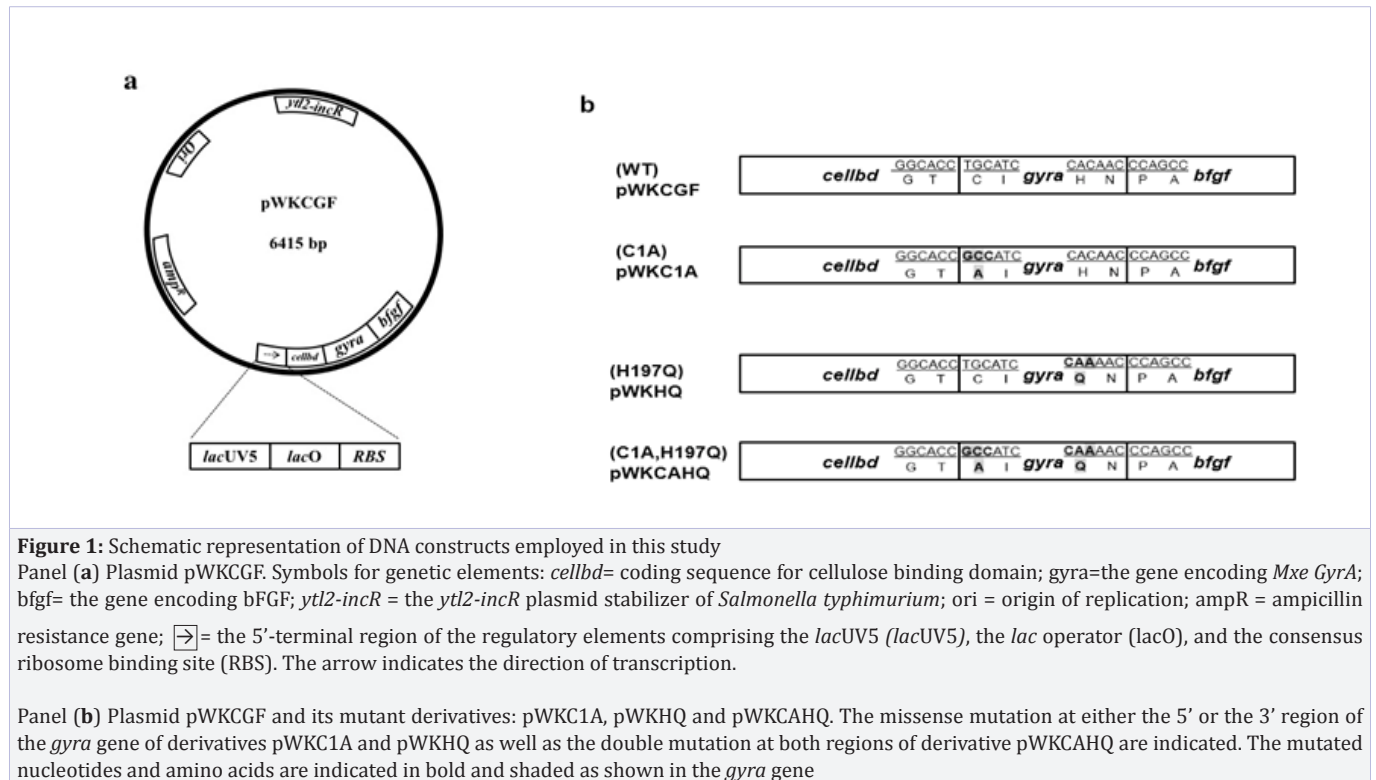 a
ytl2-incR
Ori
pWKCGF
6415 bp
ampR
→ cellbd gyra bfgf
lacUV5 lacO RBS
b
(WT)
pWKCGF
cellbd GGCACC TGCATC gyra CACAAC CCAGCC bfgf
G T C I H N P A
(C1A)
pWKC1A
cellbd GGCACC GCCATC gyra CACAAC CCAGCC bfgf
G T A I H N P A
(H197Q)
pWKHQ
cellbd GGCACC TGCATC gyra CAAAAC CCAGCC bfgf
G T C I Q N P A
(C1A,H197Q)
pWKCAHQ
cellbd GGCACC GCCATC gyra CAAAAC CCAGCC bfgf
G T A I Q N P A
Figure 1: Schematic representation of DNA constructs employed in this study
Panel (a) Plasmid pWKCGF. Symbols for genetic elements: cellbd= coding sequence for cellulose binding domain; gyra=the gene encoding Mxe GyrA;
bfgf= the gene encoding bFGF; ytl2-incR = the ytl2-incR plasmid stabilizer of Salmonella typhimurium; ori = origin of replication; ampR = ampicillin
resistance gene; → = the 5’-terminal region of the regulatory elements comprising the lacUV5 (lacUV5), the lac operator (lacO), and the consensus
ribosome binding site (RBS). The arrow indicates the direction of transcription.
Panel (b) Plasmid pWKCGF and its mutant derivatives: pWKC1A, pWKHQ and pWKCAHQ. The missense mutation at either the 5’ or the 3’ region of
the gyra gene of derivatives pWKC1A and pWKHQ as well as the double mutation at both regions of derivative pWKCAHQ are indicated. The mutated
nucleotides and amino acids are indicated in bold and shaded as shown in the gyra gene